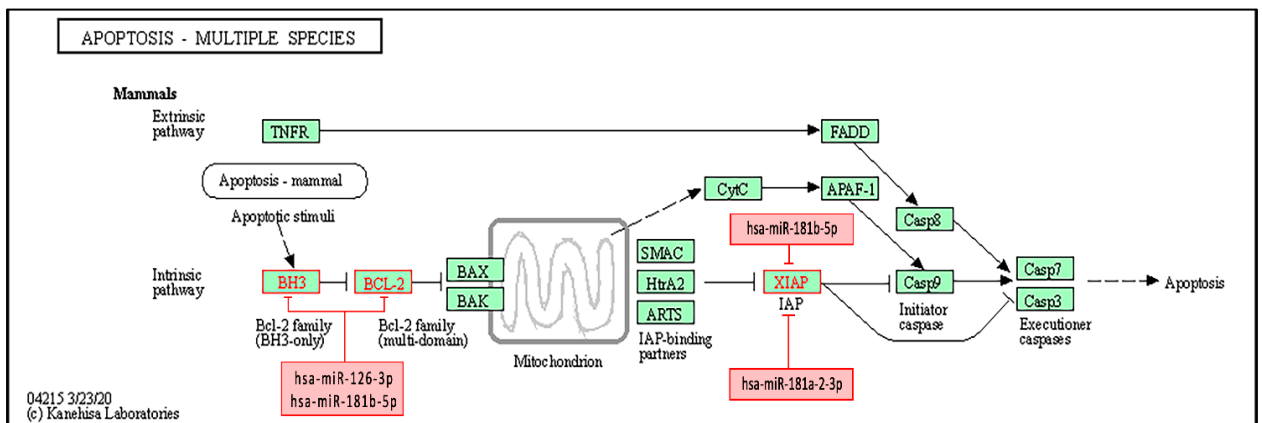 APOPTOSIS - MULTIPLE SPECIES
Mammals
Extrinsic
pathway
TNFR
FADD
Apoptosis - mammal
CytC
APAF-1
Apoptotic stimuli
Casp8
hsa-miR-181b-5p
Intrinsic
pathway
BH3
BCL-2
BAX
BAK
SMAC
HtrA2
ARTS
XIAP
IAP
Casp9
Casp7
Casp3
Apoptosis
Bcl-2 family
(BH3-only)
Bcl-2 family
(multi-domain)
Mitochondrion
IAP-binding
partners
Initiator
caspase
Executioner
caspases
hsa-miR-126-3p
hsa-miR-181b-5p
hsa-miR-181a-2-3p
04215 3/23/20
(c) Kanehisa Laboratories